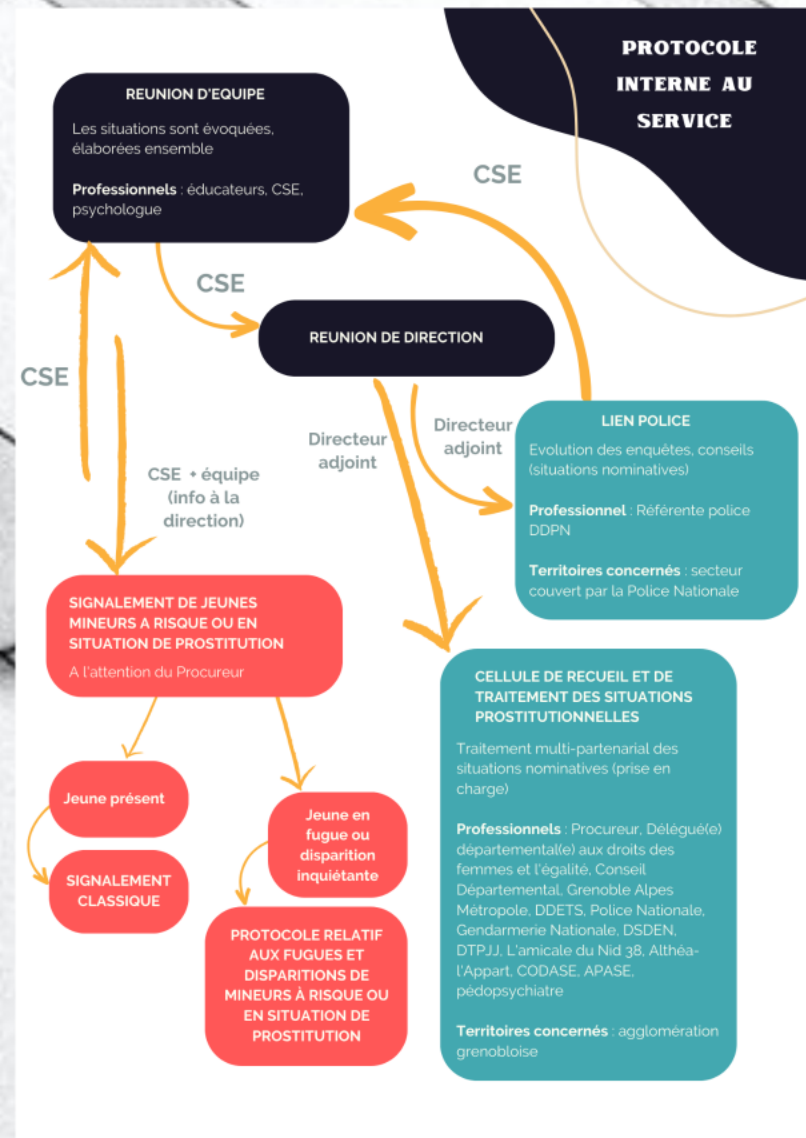 PROTOCOLE
INTERNE AU
SERVICE
REUNION D'EQUIPE
Les situations sont évoquées,
élaborées ensemble
Professionnels : éducateurs, CSE,
psychologue
CSE
CSE
REUNION DE DIRECTION
CSE
CSE + équipe
(info à la
direction)
Directeur
adjoint
Directeur
adjoint
LIEN POLICE
Evolution des enquêtes, conseils
(situations nominatives)
Professionnel : Référente police
DDPN
Territoires concernés : secteur
couvert par la Police Nationale
SIGNALEMENT DE JEUNES
MINEURS A RISQUE OU EN
SITUATION DE PROSTITUTION
A l'attention du Procureur
Jeune présent
SIGNALEMENT
CLASSIQUE
Jeune en
fugue ou
disparition
inquiétante
PROTOCOLE RELATIF
AUX FUGUES ET
DISPARITIONS DE
MINEURS À RISQUE OU
EN SITUATION DE
PROSTITUTION
CELLULE DE RECUEIL ET DE
TRAITEMENT DES SITUATIONS
PROSTITUTIONNELLES
Traitement multi-partenarial des
situations nominatives (prise en
charge)
Professionnels : Procureur, Délégué(e)
départemental(e) aux droits des
femmes et l'égalité, Conseil
Départemental, Grenoble Alpes
Métropole, DDETS, Police Nationale,
Gendarmerie Nationale, DSDEN,
DTPJJ, L'amicale du Nid 38, Althéa-
l'Appart, CODASE, APASE,
pédopsychiatre
Territoires concernés : agglomération
grenobloise